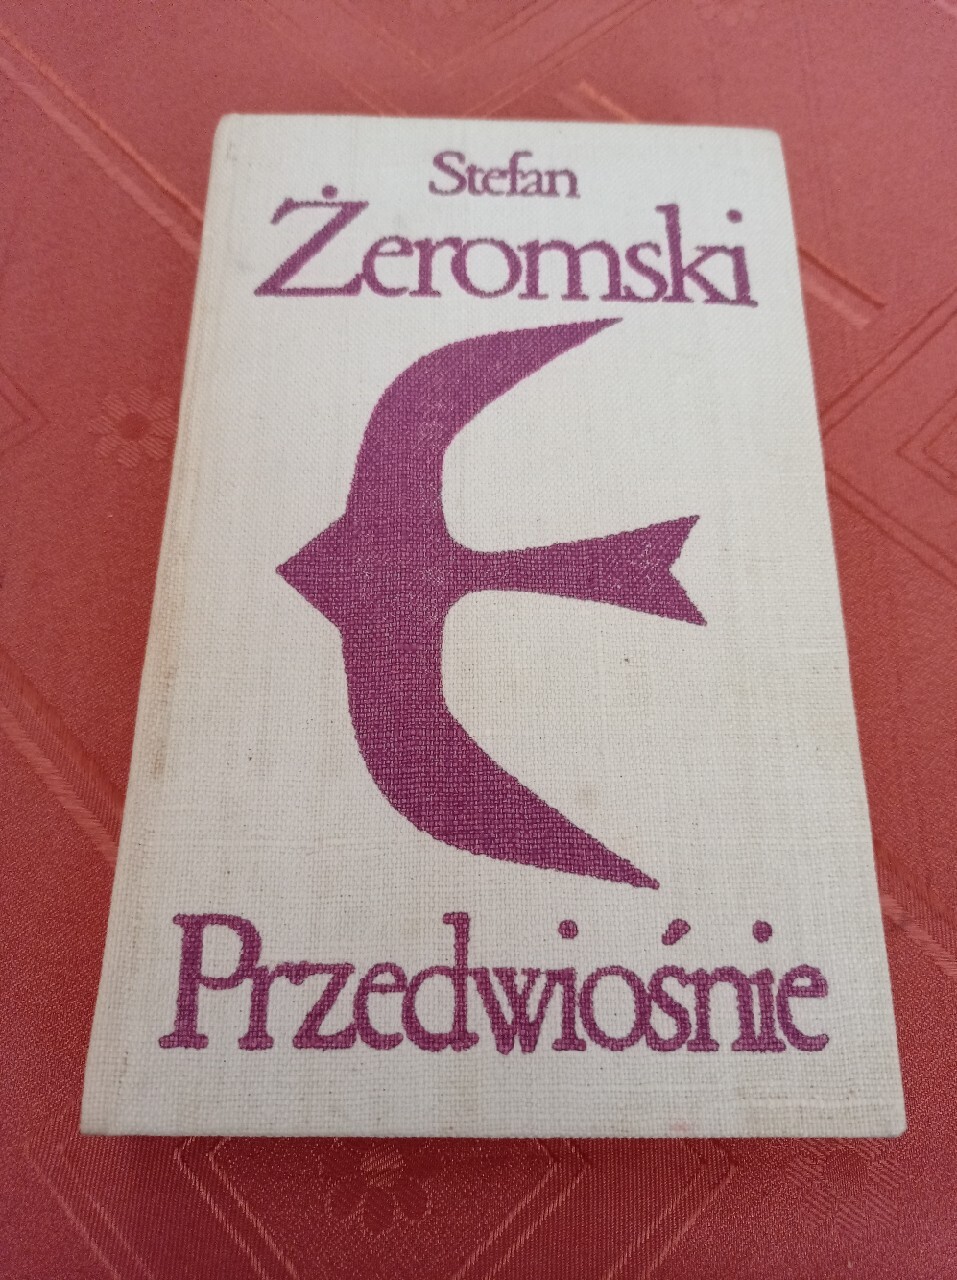 Stefan
Żeromski
Przedwiośnie